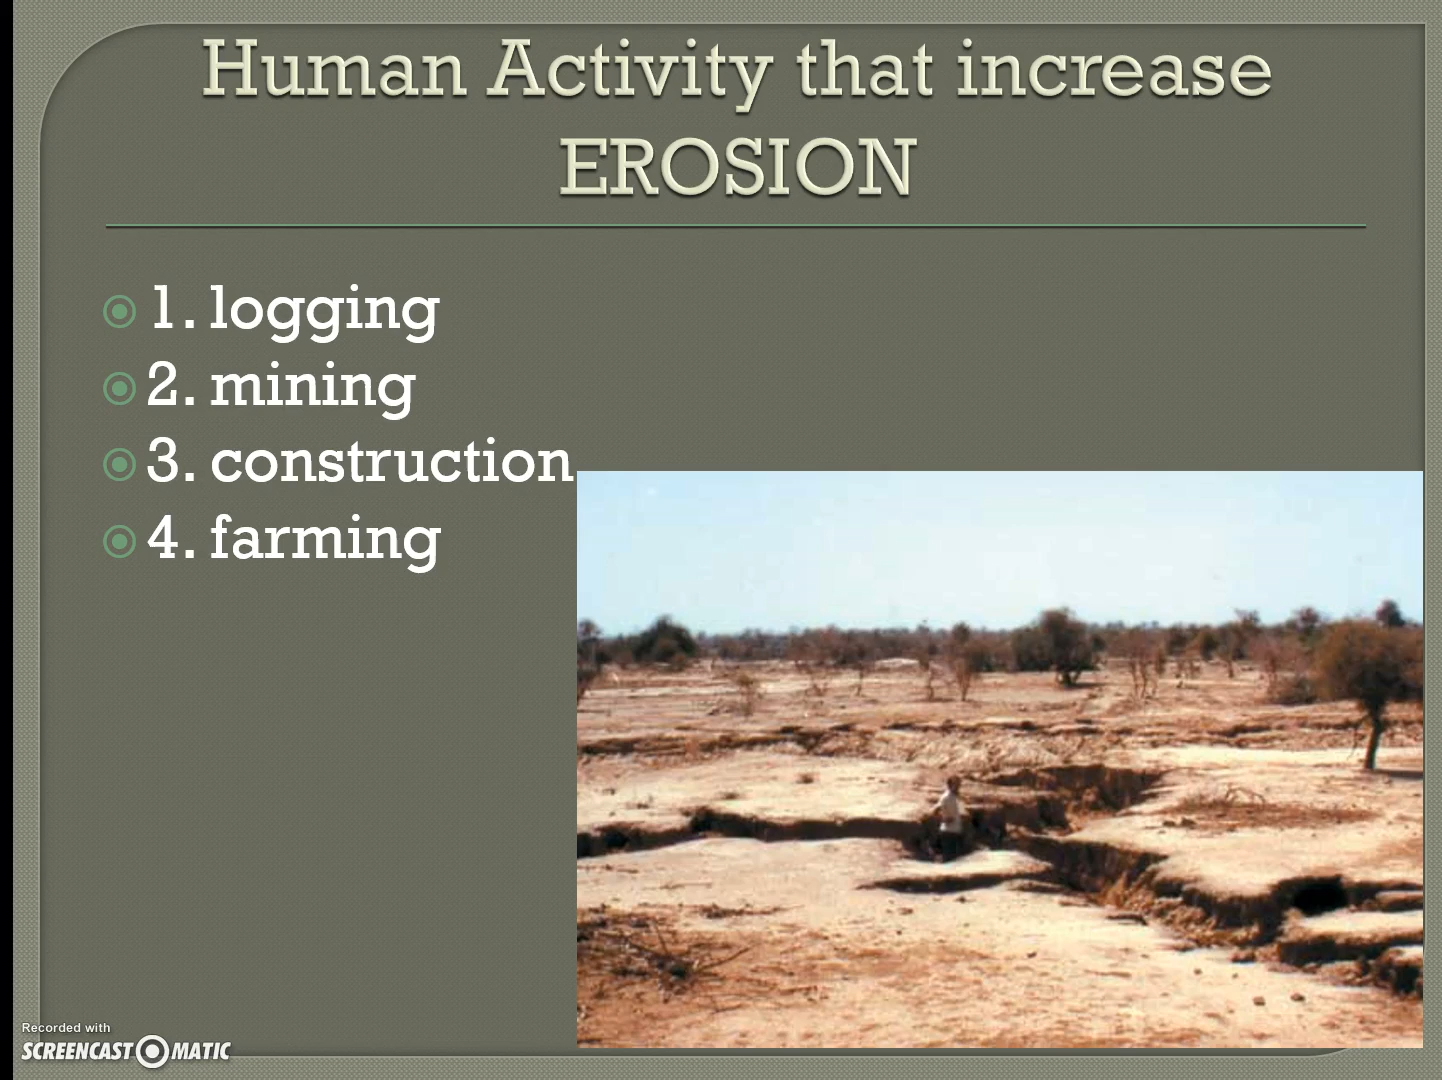 Human Activity that increase
EROSION
1. logging
2. mining
3. construction
4. farming
Recorded with
SCREENCAST O MATIC